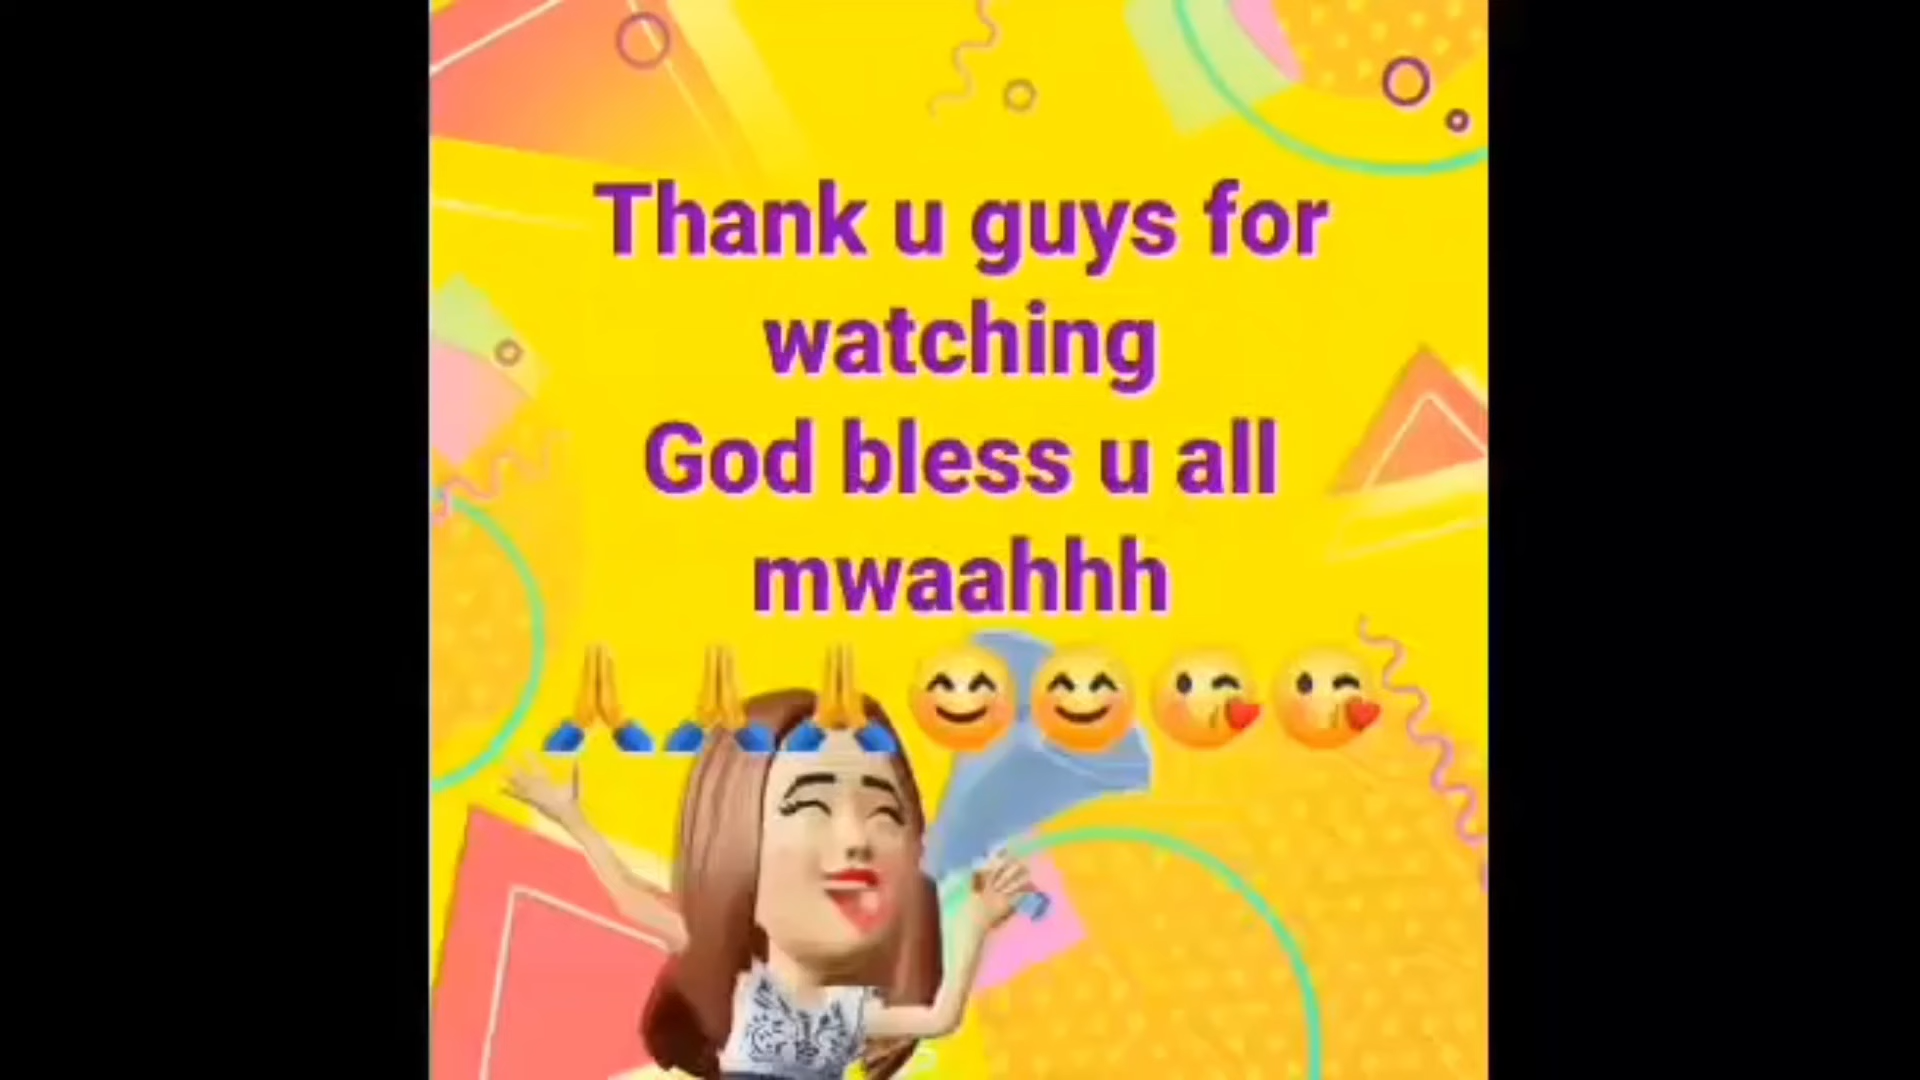 Thank u guys for
watching
God bless u all
mwaahhh
🙏🙏🙏😊😊😘😘